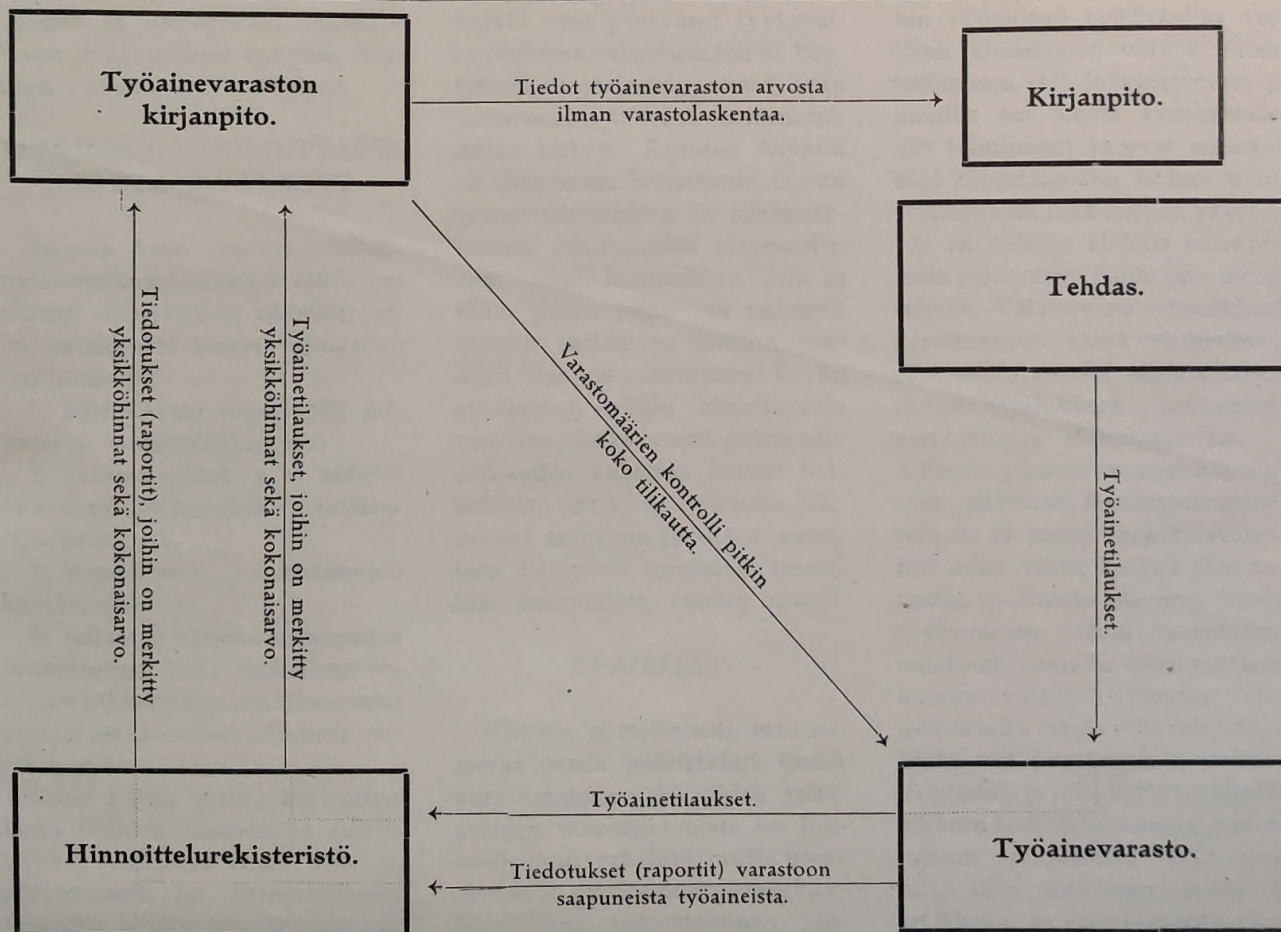 Työainevaraston
kirjanpito.
Tiedot työainevaraston arvosta
ilman varastolaskentaa.
Kirjanpito.
Tehdas.
Tiedotukset (raportit), joihin on merkitty
yksikköhinnat sekä kokonaisarvo.
Työainetilaukset, joihin on merkitty
yksikköhinnat sekä kokonaisarvo.
Varastomäärien kontrolli pitkin
koko tilikautta.
Työainetilaukset.
Hinnoittelurekisteristö.
Työainetilaukset.
Tiedotukset (raportit) varastoon
saapuneista työaineista.
Työainevarasto.